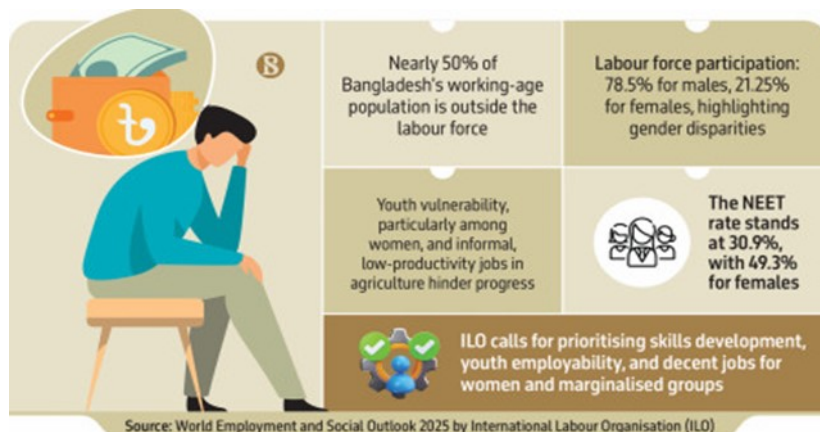 Nearly 50% of
Bangladesh's working-age
population is outside the
labour force
Labour force participation:
78.5% for males, 21.25%
for females, highlighting
gender disparities
Youth vulnerability,
particularly among
women, and informal,
low-productivity jobs in
agriculture hinder progress
The NEET
rate stands
at 30.9%,
with 49.3%
for females
ILO calls for prioritising skills development,
youth employability, and decent jobs for
women and marginalised groups
Source: World Employment and Social Outlook 2025 by International Labour Organisation (ILO)
৳